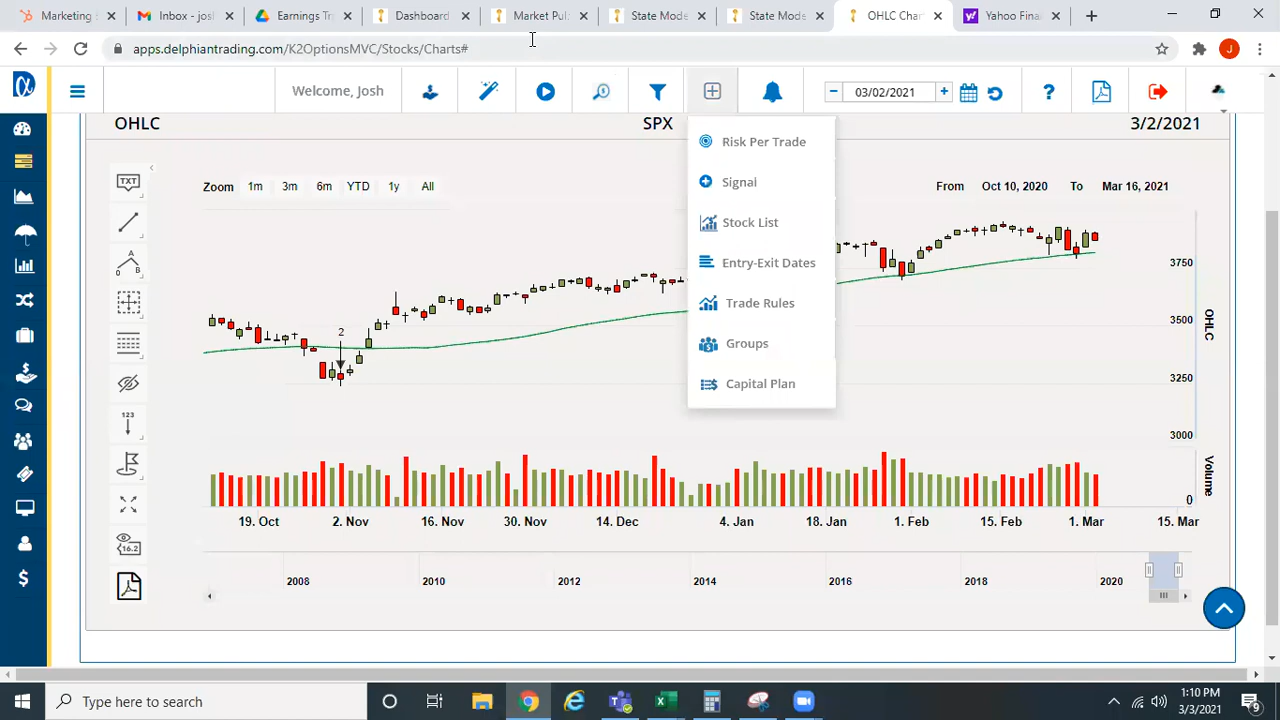 Marketing
Inbox - josl
Earnings Tr
Dashboard
Market Pul
State Mode
State Mode
OHLC Char
Yahoo Fina
apps.delphiantrading.com/K2OptionsMVC/Stocks/Charts#
J
Welcome, Josh
03/02/2021
OHLC
SPX
3/2/2021
Risk Per Trade
Signal
Stock List
Entry-Exit Dates
Trade Rules
Groups
Capital Plan
TXT
Zoom 1m 3m 6m YTD 1y All
From Oct 10, 2020 To Mar 16, 2021
3750
3500
3250
3000
OHLC
2
A
B
123
16.2
Volume
0
19. Oct 2. Nov 16. Nov 30. Nov 14. Dec 4. Jan 18. Jan 1. Feb 15. Feb 1. Mar 15. Mar
2008 2010 2012 2014 2016 2018 2020
Type here to search
1:10 PM
3/3/2021
9